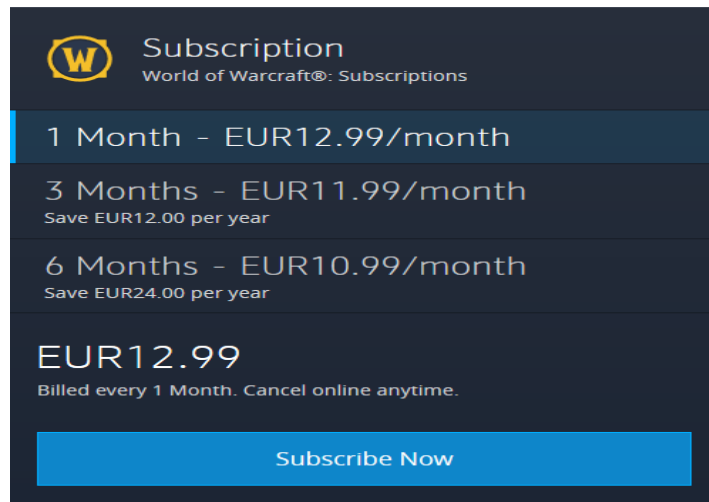 W
Subscription
World of Warcraft®: Subscriptions
1 Month - EUR12.99/month
3 Months - EUR11.99/month
Save EUR12.00 per year
6 Months - EUR10.99/month
Save EUR24.00 per year
EUR12.99
Billed every 1 Month. Cancel online anytime.
Subscribe Now